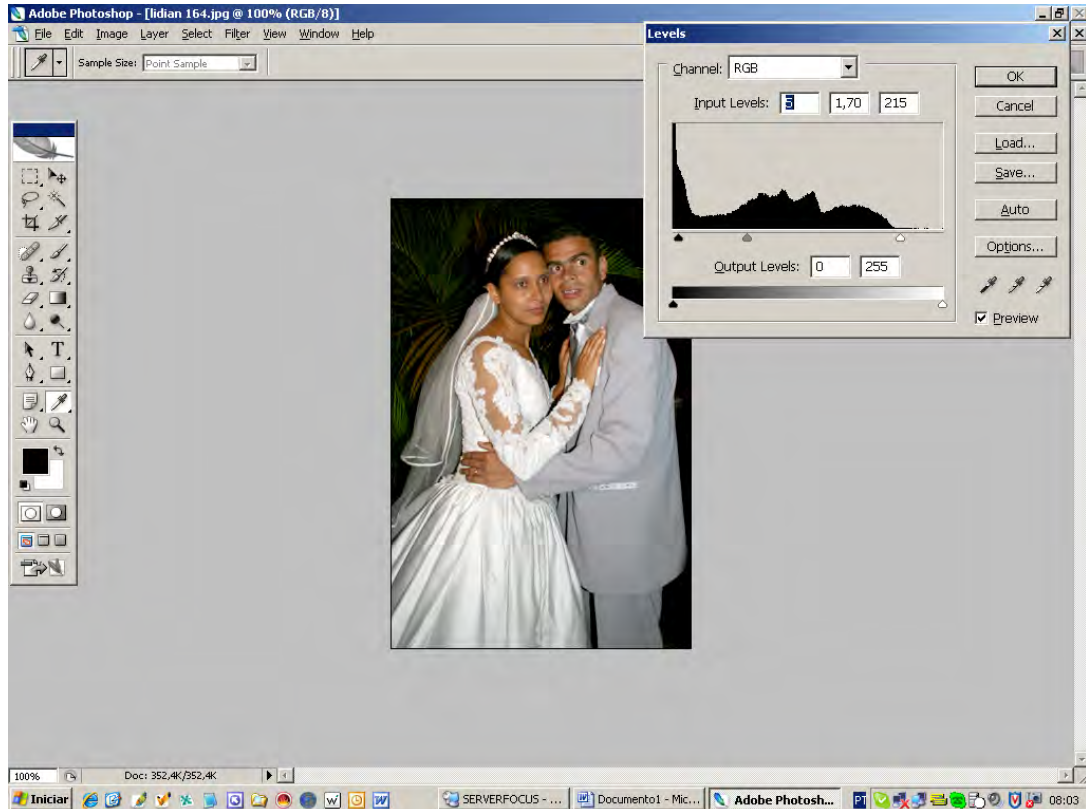 Adobe Photoshop - [lidian 164.jpg @ 100% (RGB/8)]
File Edit Image Layer Select Filter View Window Help
Sample Size: Point Sample
Levels
Channel: RGB
Input Levels: 5 1,70 215
Output Levels: 0 255
OK
Cancel
Load...
Save...
Auto
Options...
Preview
T
100% Doc: 352,4K/352,4K
Iniciar SERVERFOCUS - ... Documento1 - Mic... Adobe Photosh... PT 08:03